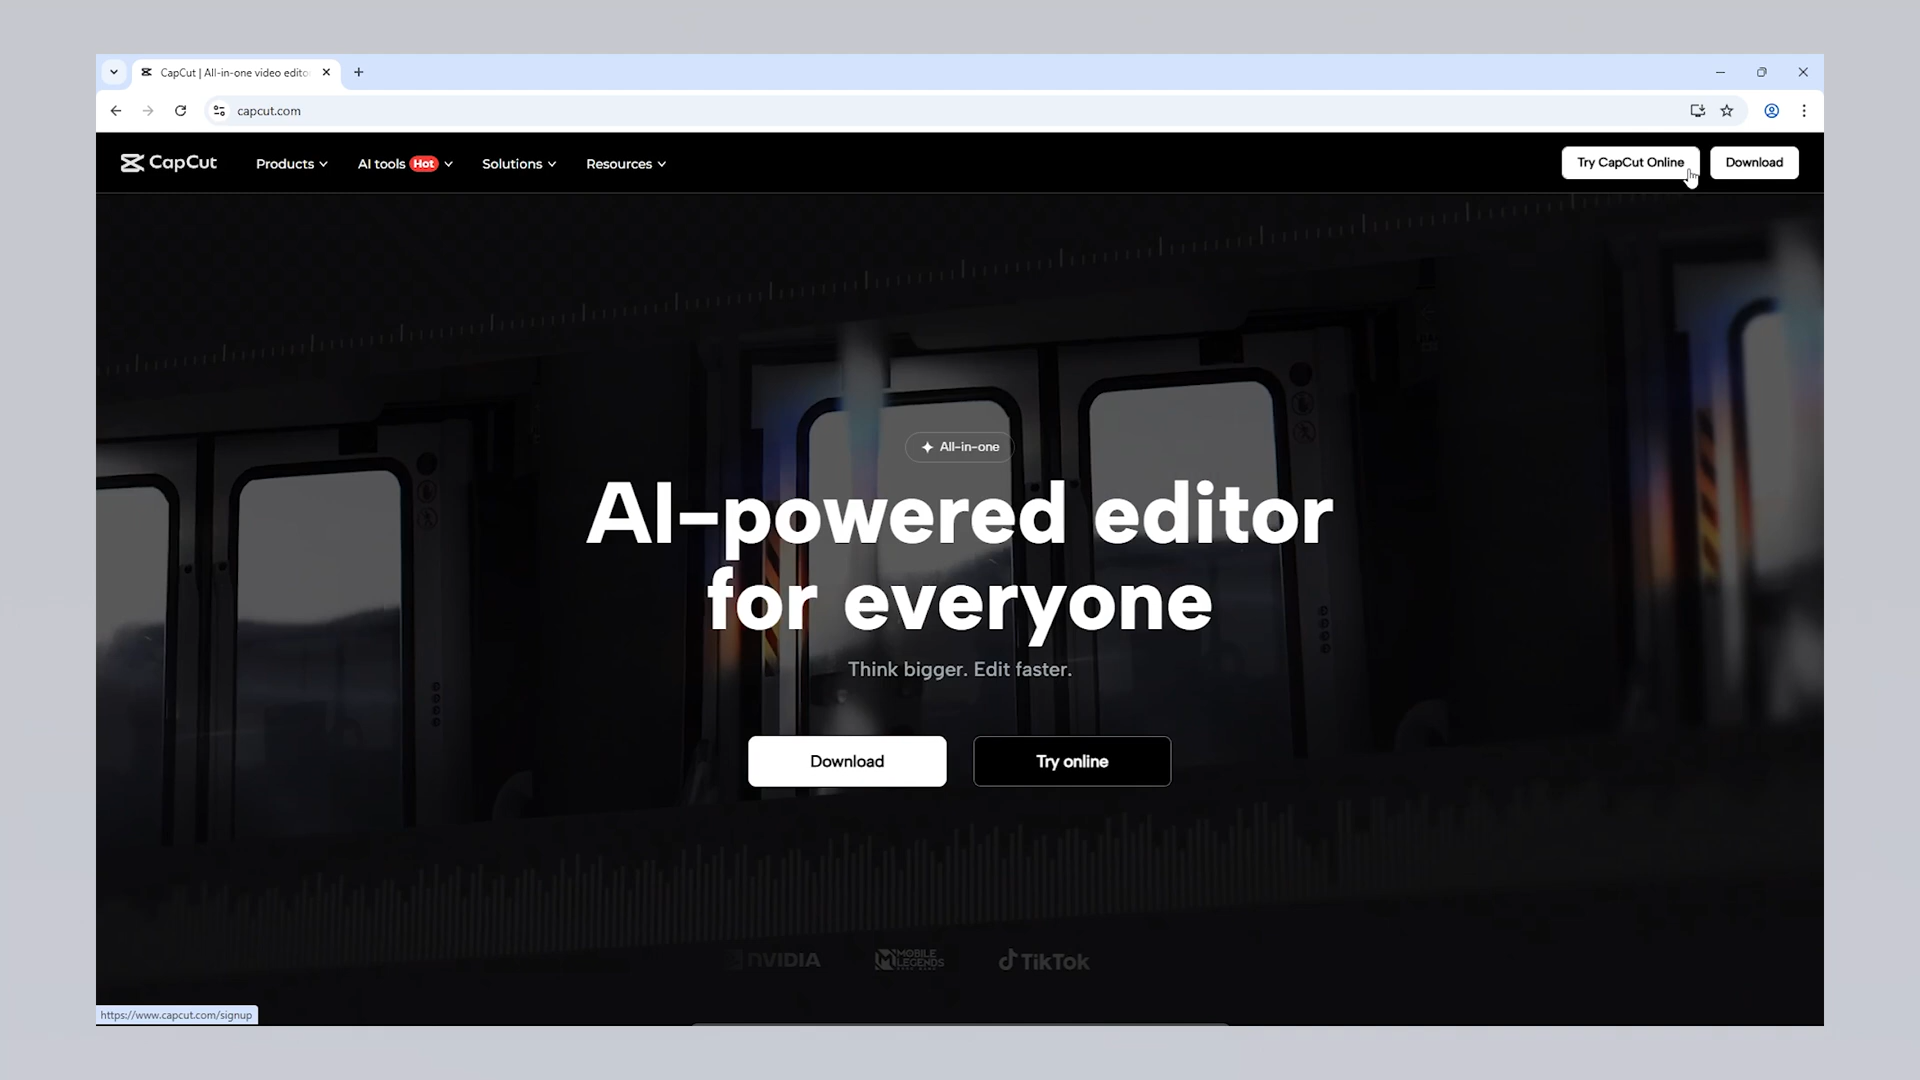 CapCut | All-in-one video edito
capcut.com
CapCut
Products
AI tools Hot
Solutions
Resources
Try CapCut Online
Download
All-in-one
AI-powered editor
for everyone
Think bigger. Edit faster.
Download
Try online
NVIDIA
MOBILE
LEGENDS
TikTok
https://www.capcut.com/signup